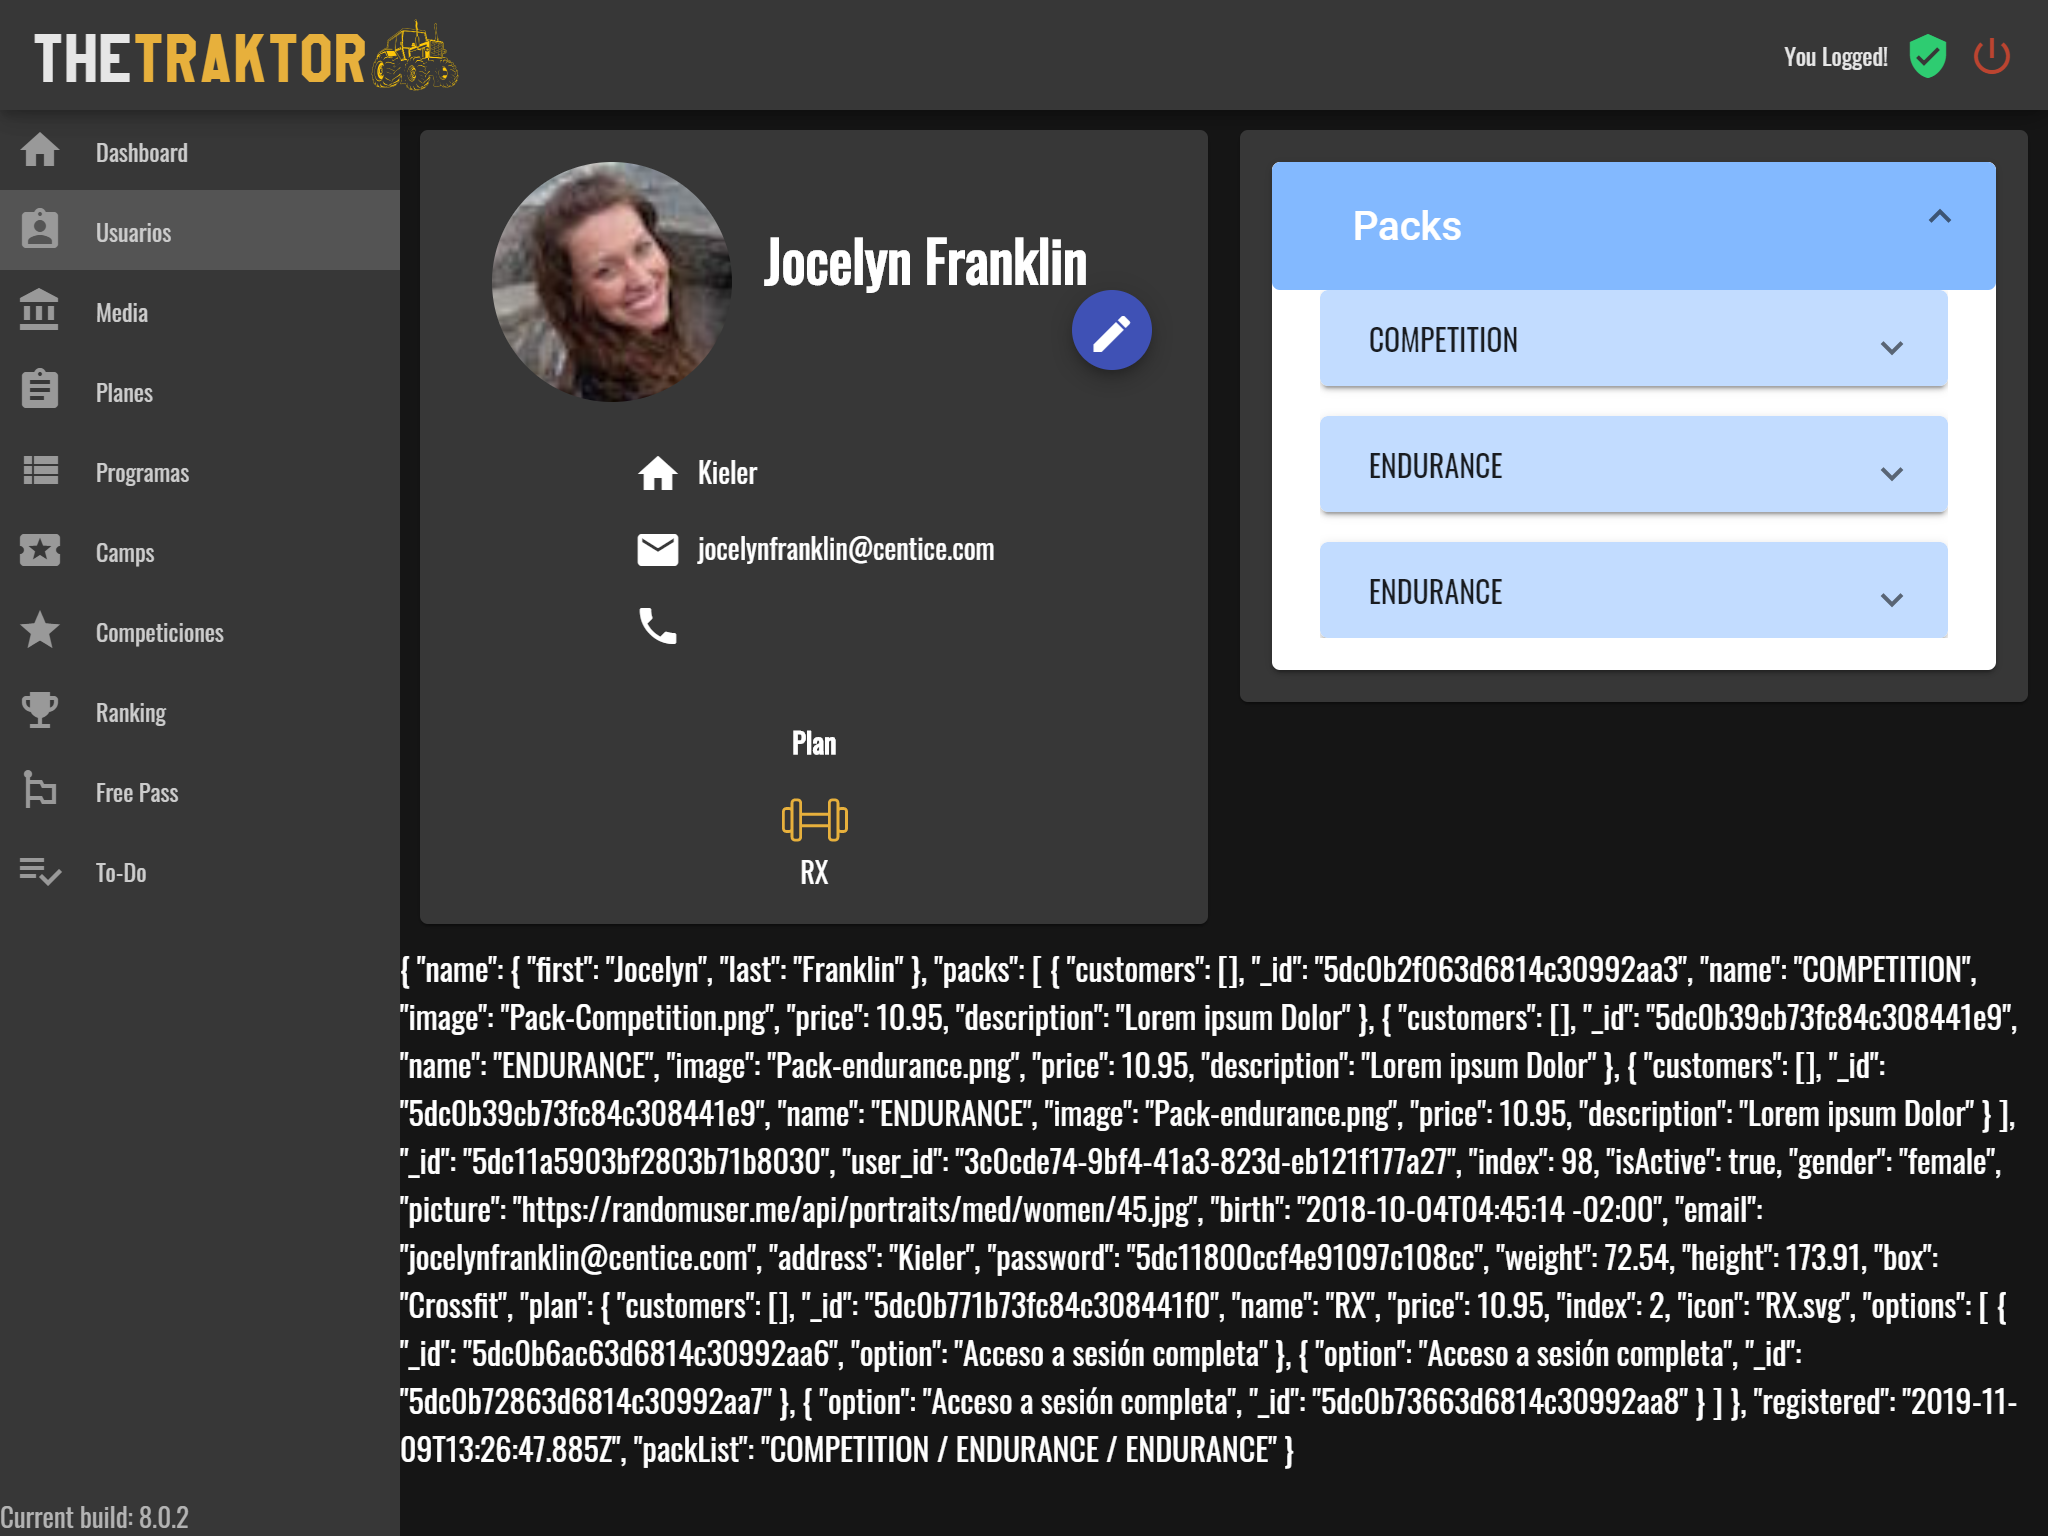 THETRAKTOR
You Logged!
Dashboard
Usuarios
Media
Planes
Programas
Camps
Competiciones
Ranking
Free Pass
To-Do
Current build: 8.0.2
Jocelyn Franklin
Kieler
jocelynfranklin@centice.com
Plan
RX
Packs
COMPETITION
ENDURANCE
ENDURANCE
{ "name": { "first": "Jocelyn", "last": "Franklin" }, "packs": [ { "customers": [], "_id": "5dc0b2f063d6814c30992aa3", "name": "COMPETITION",
"image": "Pack-Competition.png", "price": 10.95, "description": "Lorem ipsum Dolor" }, { "customers": [], "_id": "5dc0b39cb73fc84c308441e9",
"name": "ENDURANCE", "image": "Pack-endurance.png", "price": 10.95, "description": "Lorem ipsum Dolor" }, { "customers": [], "_id":
"5dc0b39cb73fc84c308441e9", "name": "ENDURANCE", "image": "Pack-endurance.png", "price": 10.95, "description": "Lorem ipsum Dolor" } ],
"_id": "5dc11a5903bf2803b71b8030", "user_id": "3c0cde74-9bf4-41a3-823d-eb121f177a27", "index": 98, "isActive": true, "gender": "female",
"picture": "https://randomuser.me/api/portraits/med/women/45.jpg", "birth": "2018-10-04T04:45:14 -02:00", "email":
"jocelynfranklin@centice.com", "address": "Kieler", "password": "5dc11800ccf4e91097c108cc", "weight": 72.54, "height": 173.91, "box":
"Crossfit", "plan": { "customers": [], "_id": "5dc0b771b73fc84c308441f0", "name": "RX", "price": 10.95, "index": 2, "icon": "RX.svg", "options": [ {
"_id": "5dc0b6ac63d6814c30992aa6", "option": "Acceso a sesión completa" }, { "option": "Acceso a sesión completa", "_id":
"5dc0b72863d6814c30992aa7" }, { "option": "Acceso a sesión completa", "_id": "5dc0b73663d6814c30992aa8" } ] }, "registered": "2019-11-
09T13:26:47.885Z", "packList": "COMPETITION / ENDURANCE / ENDURANCE" }